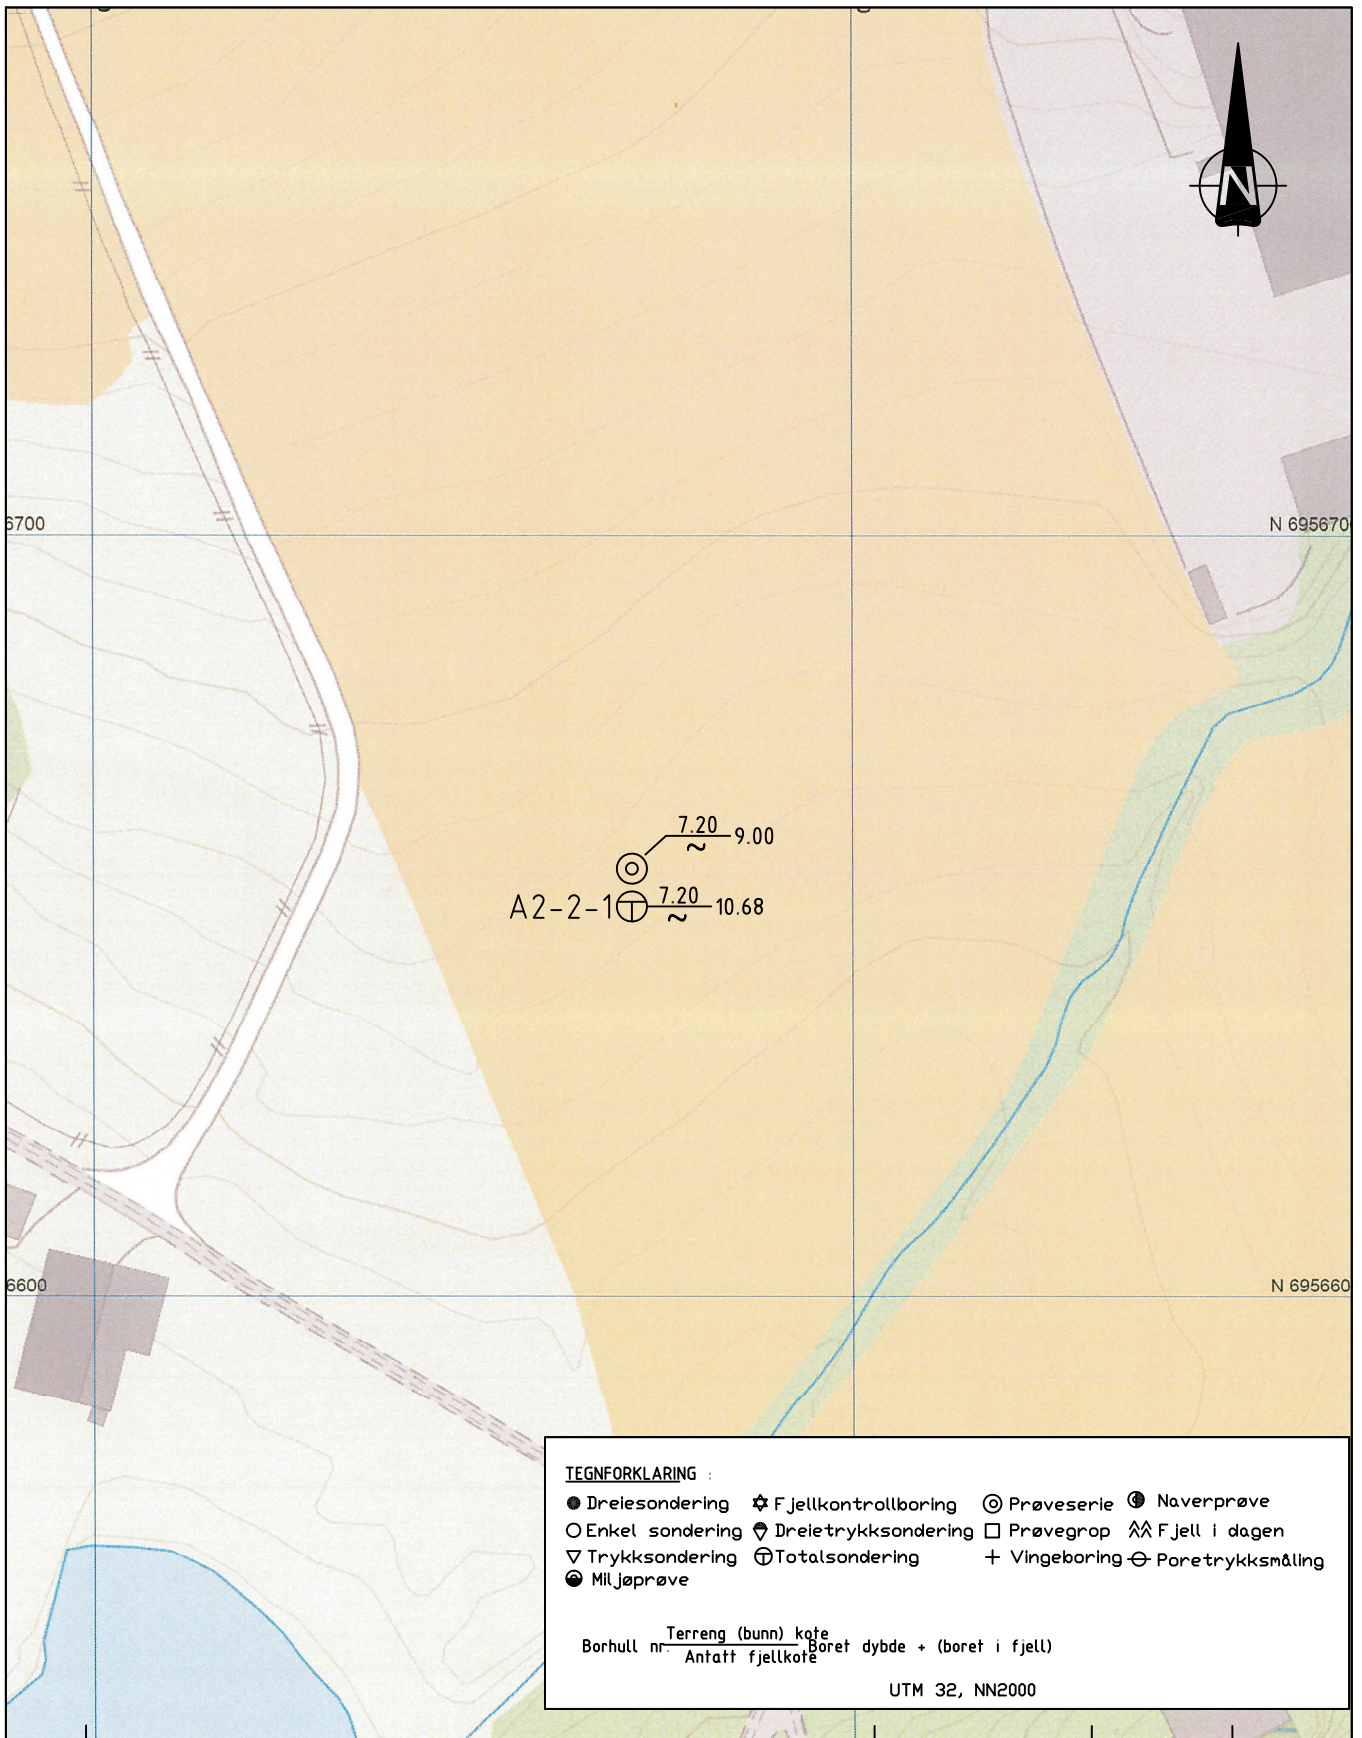 N
6700
N 6956700
7.20
~ 9.00
A2-2-1 7.20
~ 10.68
6600
N 695660
TEGNFORKLARING :
Dreiesondering Fjellkontrollboring Prøveserie Naverprøve
Enkel sondering Dreietrykksondering Prøvegrop Fjell i dagen
Trykksondering Totalsondering Vingeboring Poretrykksmåling
Miljøprøve
Terreng (bunn) kote
Borhull nr. Boret dybde + (boret i fjell)
Antatt fjellkote
UTM 32, NN2000